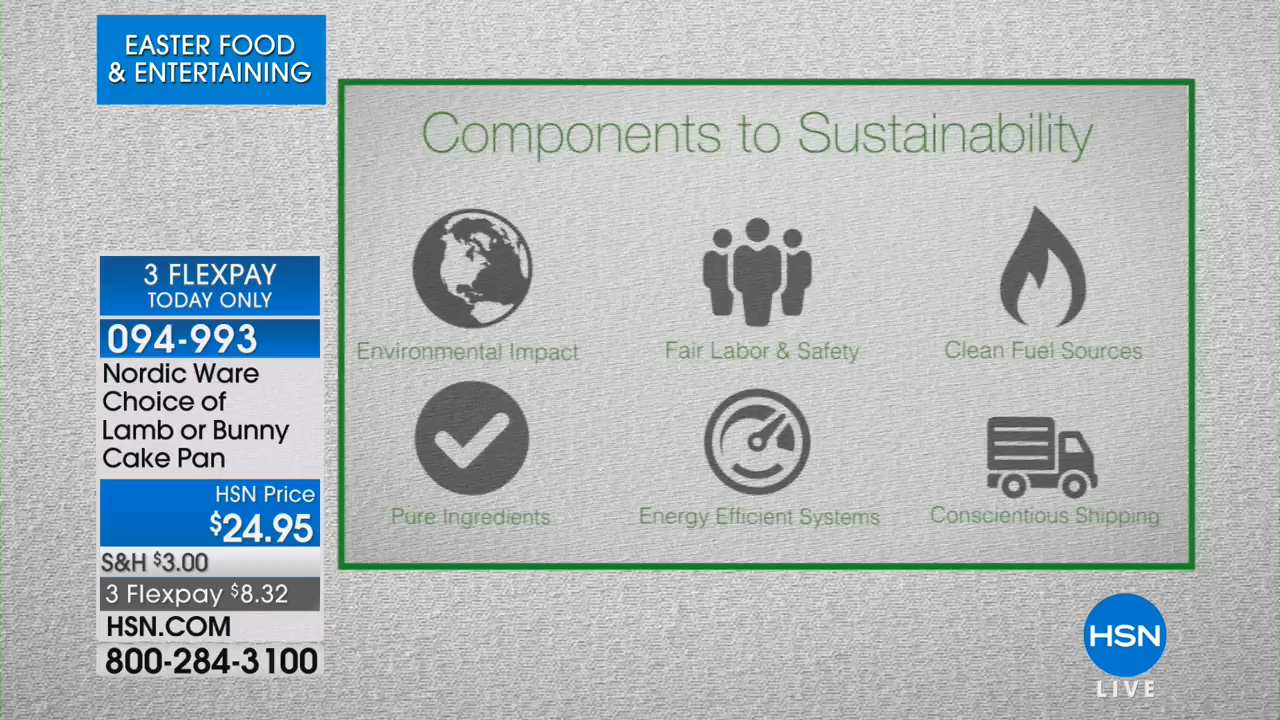 EASTER FOOD
& ENTERTAINING
Components to Sustainability
Environmental Impact
Fair Labor & Safety
Clean Fuel Sources
Pure Ingredients
Energy Efficient Systems
Conscientious Shipping
3 FLEXPAY
TODAY ONLY
094-993
Nordic Ware
Choice of
Lamb or Bunny
Cake Pan
HSN Price
$24.95
S&H $3.00
3 Flexpay $8.32
HSN.COM
800-284-3100
HSN
LIVE